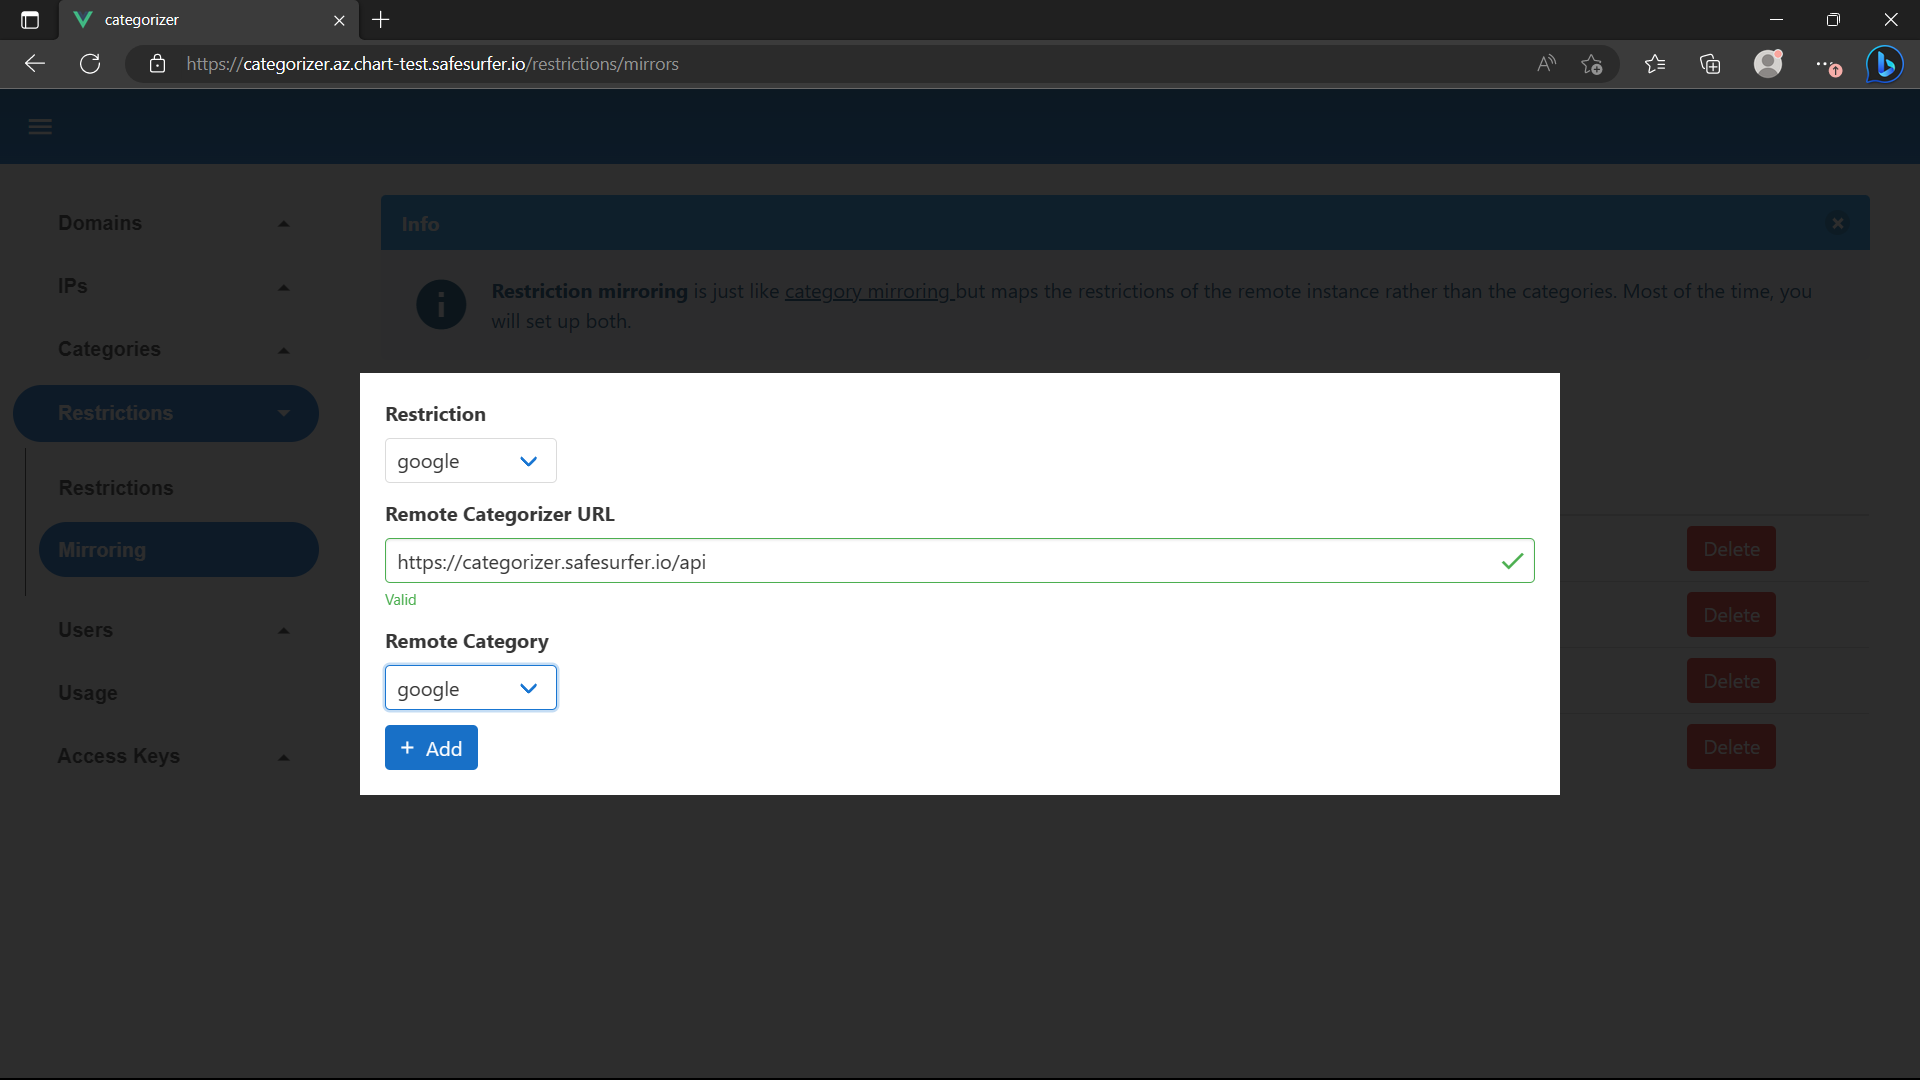 categorizer
https://categorizer.az.chart-test.safesurfer.io/restrictions/mirrors
Domains
IPs
Categories
Restrictions
Restrictions
Mirroring
Users
Usage
Access Keys
Info
Restriction mirroring is just like category mirroring but maps the restrictions of the remote instance rather than the categories. Most of the time, you
will set up both.
Restriction
google
Remote Categorizer URL
https://categorizer.safesurfer.io/api
Valid
Remote Category
google
+ Add
Delete
Delete
Delete
Delete